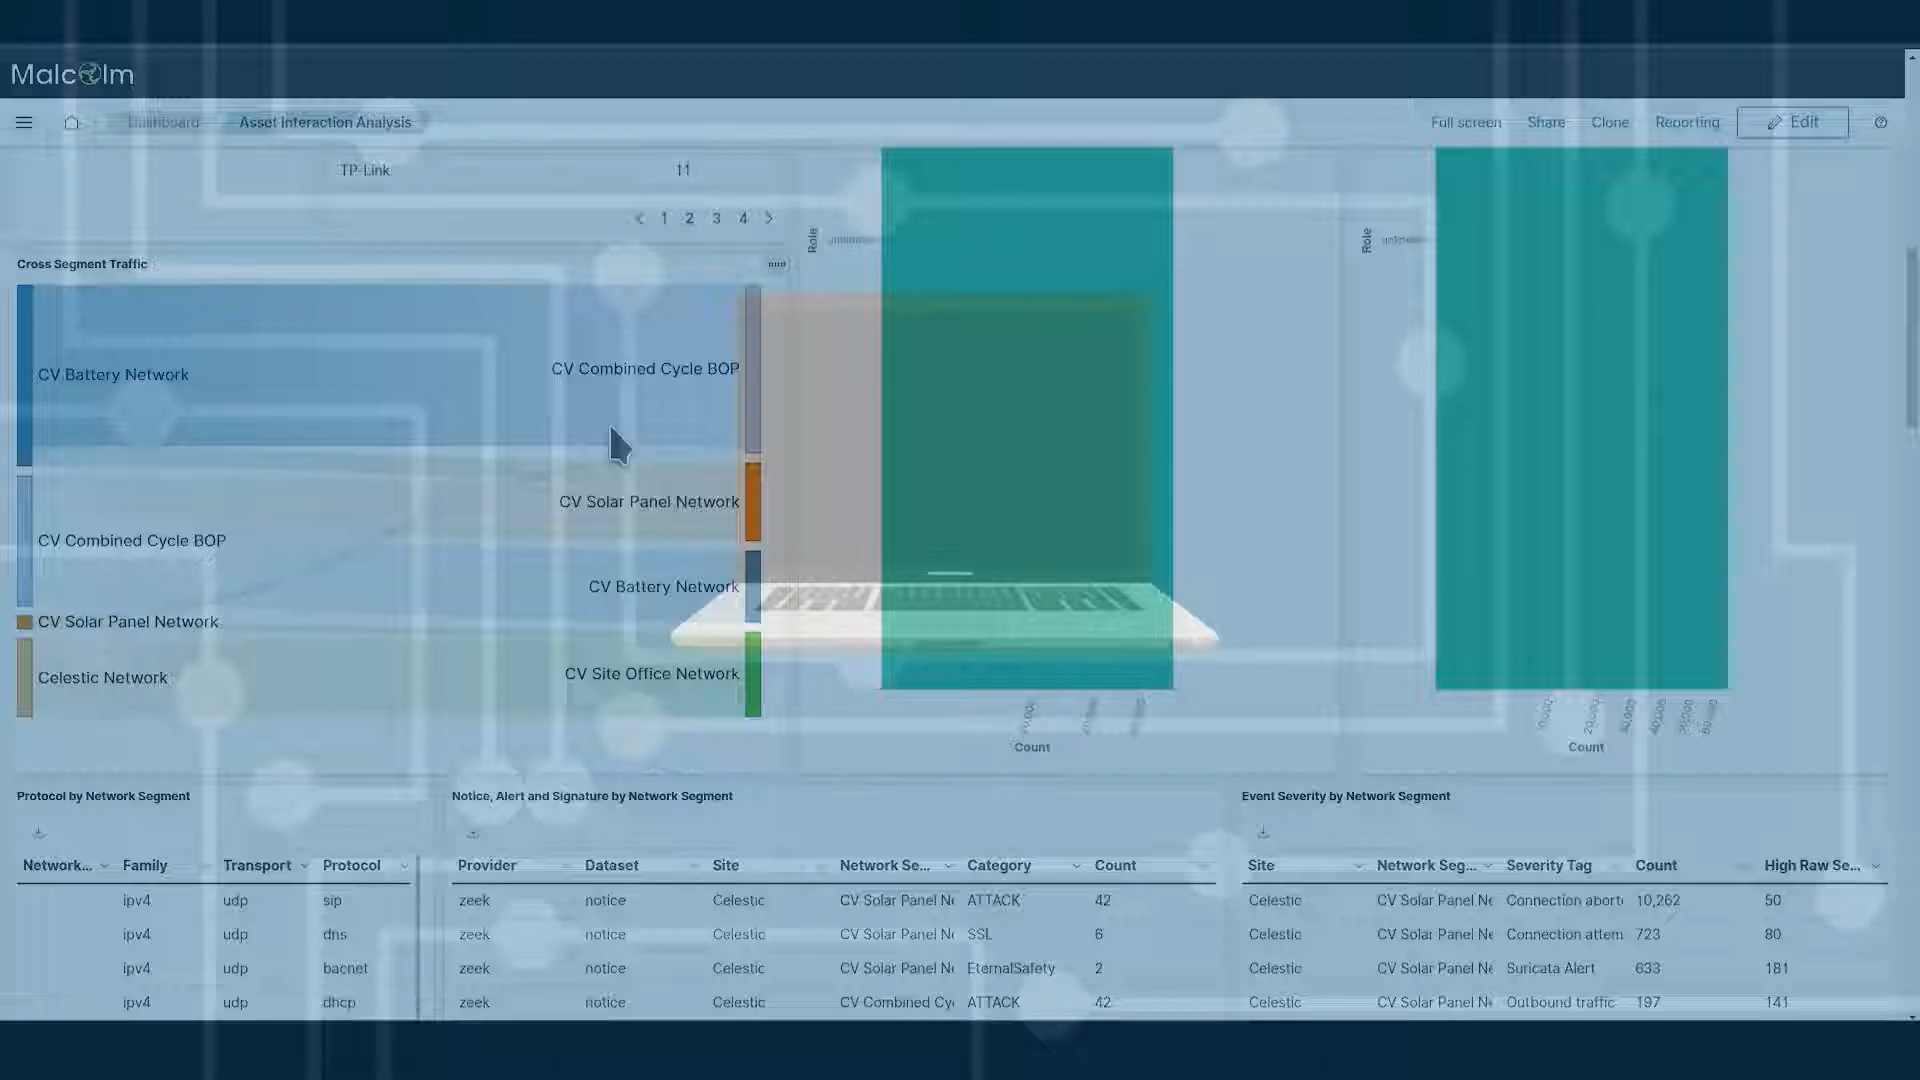 Malcolm
Dashboard Asset Interaction Analysis Full screen Share Clone Reporting Edit
TP-Link 11
1 2 3 4
Role
Role
Cross Segment Traffic
CV Battery Network
CV Combined Cycle BOP
CV Solar Panel Network
Celestic Network
CV Combined Cycle BOP
CV Solar Panel Network
CV Battery Network
CV Site Office Network
Count
Count
Protocol by Network Segment
Network... Family Transport Protocol
ipv4 udp sip
ipv4 udp dns
ipv4 udp bacnet
ipv4 udp dhcp
Notice, Alert and Signature by Network Segment
Provider Dataset Site Network Se... Category Count
zeek notice Celestic CV Solar Panel Ne ATTACK 42
zeek notice Celestic CV Solar Panel Ne SSL 6
zeek notice Celestic CV Solar Panel Ne EternalSafety 2
zeek notice Celestic CV Combined Cy ATTACK 42
Event Severity by Network Segment
Site Network Seg... Severity Tag Count High Raw Se...
Celestic CV Solar Panel Ne Connection aborte 10,262 50
Celestic CV Solar Panel Ne Connection attem 723 80
Celestic CV Solar Panel Ne Suricata Alert 633 181
Celestic CV Solar Panel Ne Outbound traffic 197 141